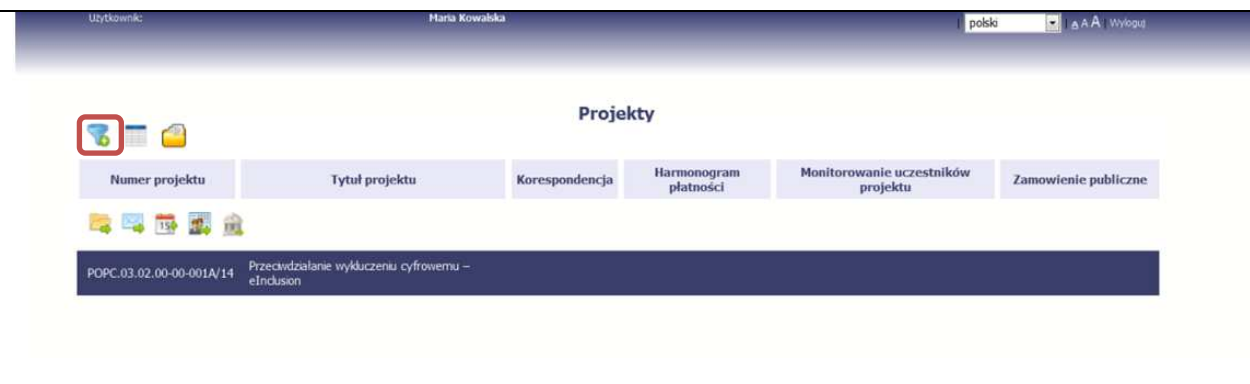 Użytkownik: Maria Kowalska | polski | A A A | Wyloguj
Projekty
Numer projektu Tytuł projektu Korespondencja Harmonogram płatności Monitorowanie uczestników projektu Zamowienie publiczne
POPC.03.02.00-00-001A/14 Przeciwdziałanie wykluczeniu cyfrowemu –
eInclusion